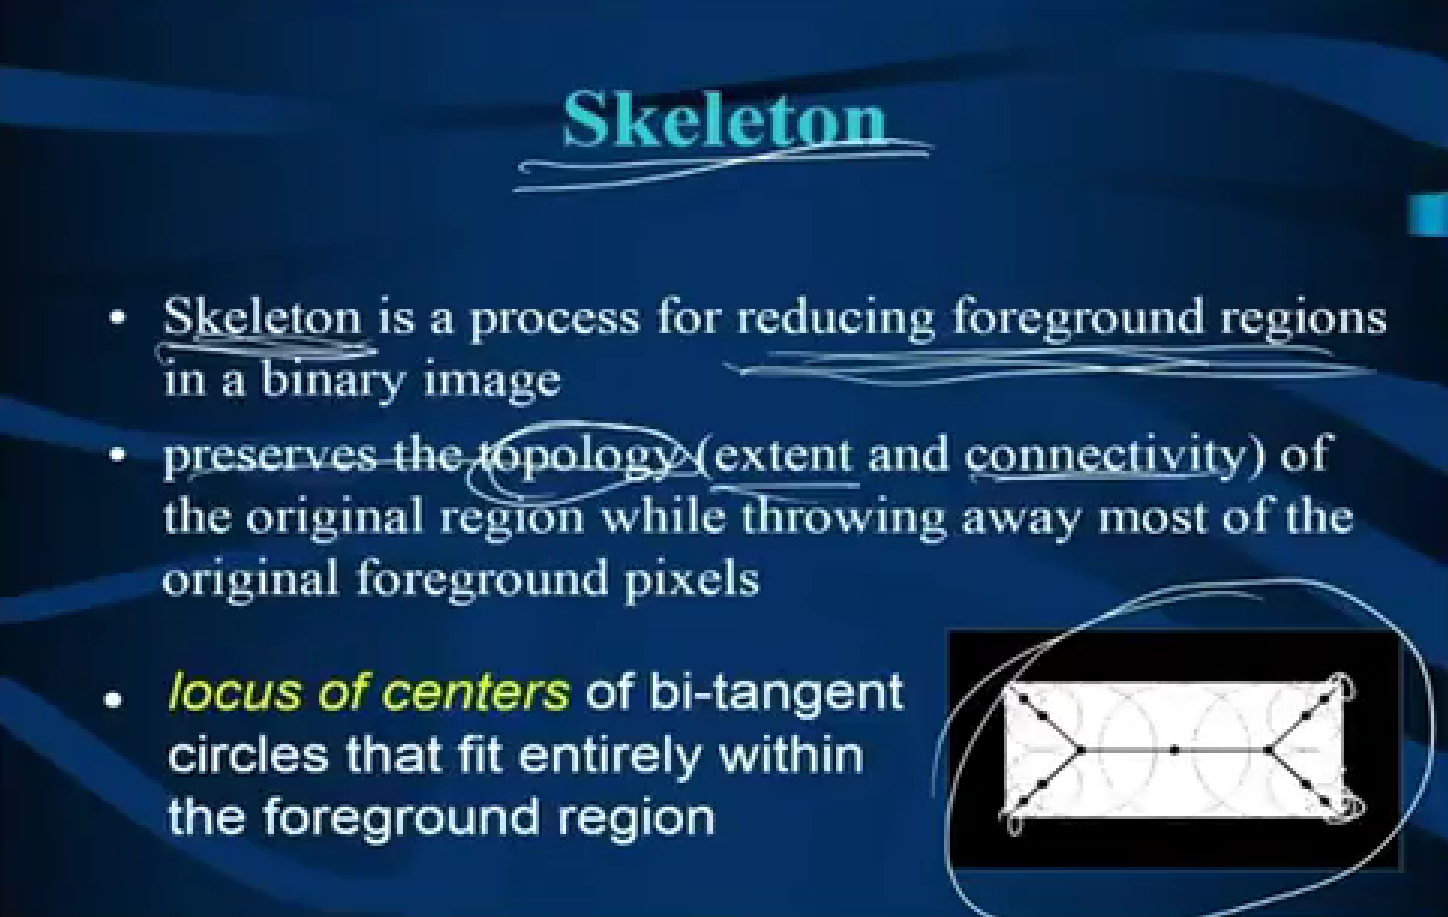 Skeleton
• Skeleton is a process for reducing foreground regions
in a binary image
• preserves the topology (extent and connectivity) of
the original region while throwing away most of the
original foreground pixels
• locus of centers of bi-tangent
circles that fit entirely within
the foreground region